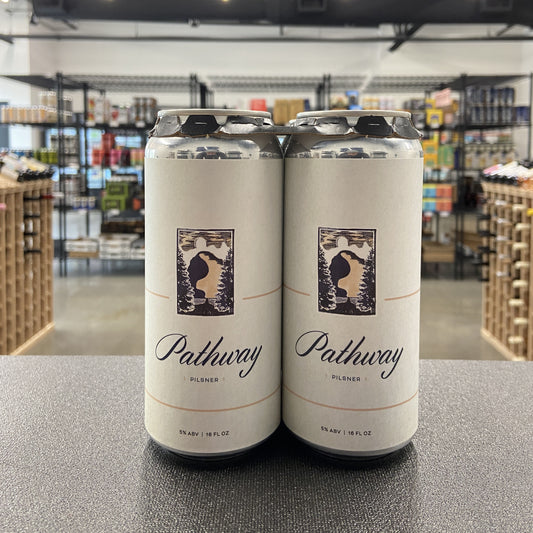 Pathway
PILSNER
5% ABV | 16 FL OZ
Pathway
PILSNER
5% ABV | 16 FL OZ